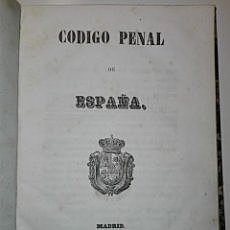 CODIGO PENAL
DE
ESPAÑA.
MADRID.